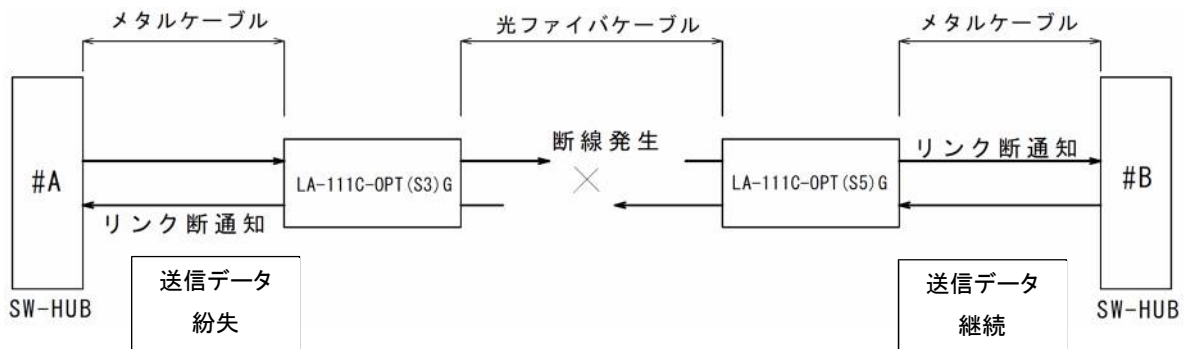 メタルケーブル
光ファイバケーブル
メタルケーブル
断線発生
リンク断通知
#A
LA-111C-OPT(S3)G
LA-111C-OPT(S5)G
#B
リンク断通知
送信データ
紛失
送信データ
継続
SW-HUB
SW-HUB